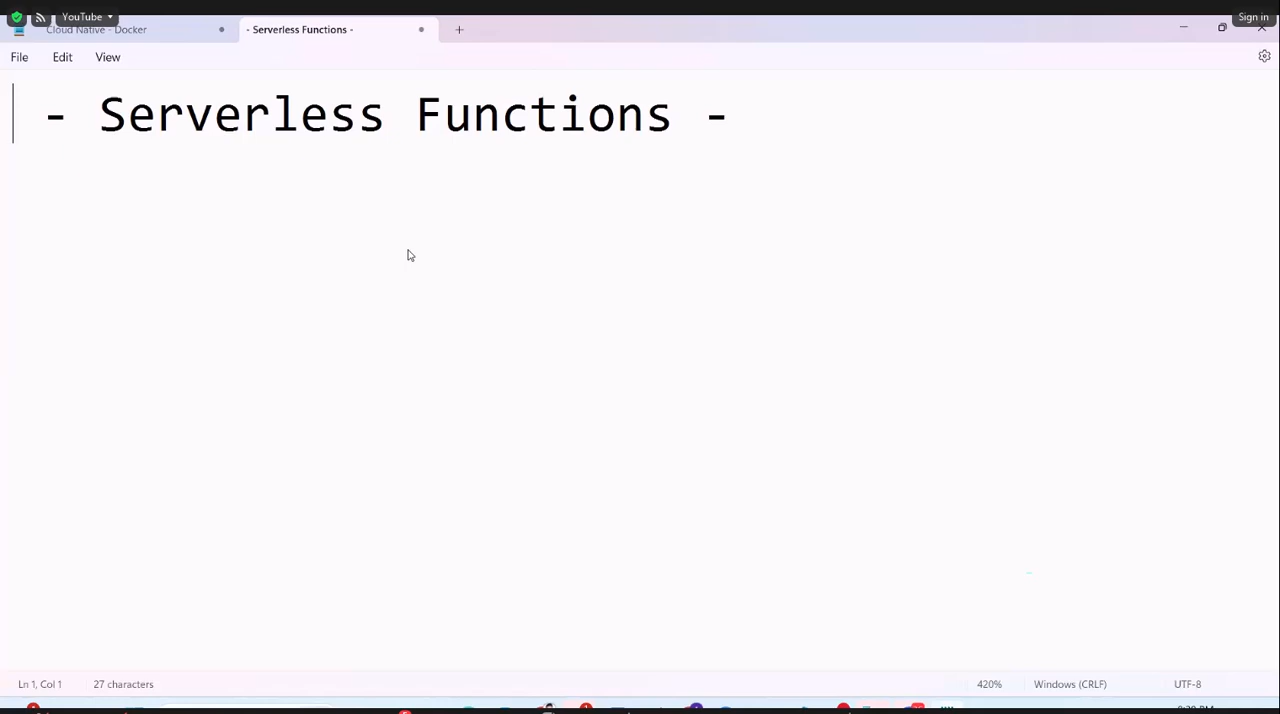 YouTube
Sign in
Cloud Native - Docker
- Serverless Functions -
File Edit View
- Serverless Functions -
Ln 1, Col 1 27 characters 420% Windows (CRLF) UTF-8